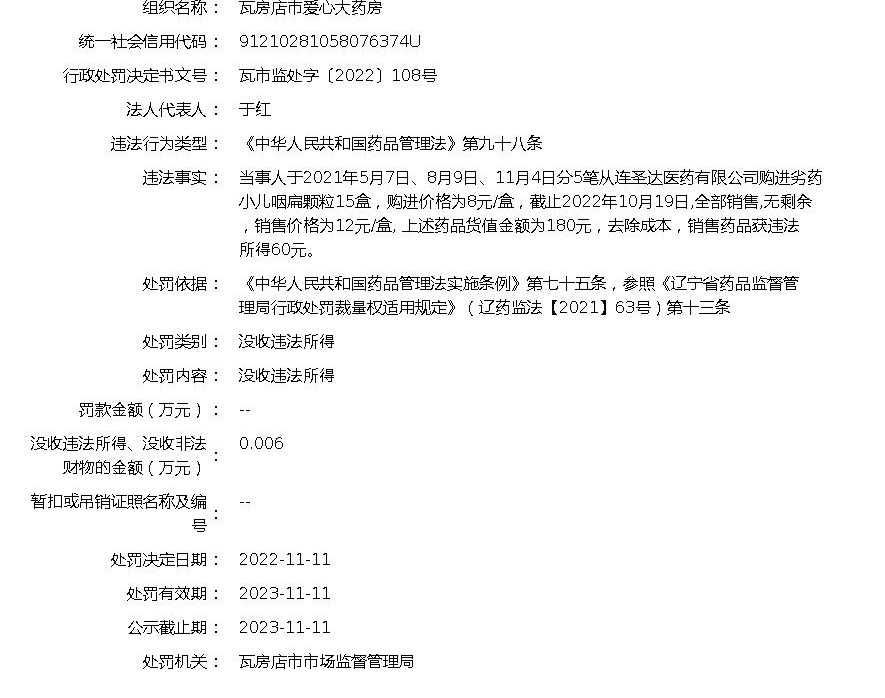 组织名称： 瓦房店市爱心大药房
统一社会信用代码： 91210281058076374U
行政处罚决定书文号： 瓦市监处字〔2022〕108号
法人代表人： 于红
违法行为类型： 《中华人民共和国药品管理法》第九十八条
违法事实： 当事人于2021年5月7日、8月9日、11月4日分5笔从连圣达医药有限公司购进劣药
小儿咽扁颗粒15盒，购进价格为8元/盒，截止2022年10月19日,全部销售,无剩余
，销售价格为12元/盒, 上述药品货值金额为180元，去除成本，销售药品获违法
所得60元。
处罚依据： 《中华人民共和国药品管理法实施条例》第七十五条，参照《辽宁省药品监督管
理局行政处罚裁量权适用规定》（辽药监法【2021】63号）第十三条
处罚类别： 没收违法所得
处罚内容： 没收违法所得
罚款金额（万元）： --
没收违法所得、没收非法
财物的金额（万元）： 0.006
暂扣或吊销证照名称及编
号： --
处罚决定日期： 2022-11-11
处罚有效期： 2023-11-11
公示截止期： 2023-11-11
处罚机关： 瓦房店市市场监督管理局